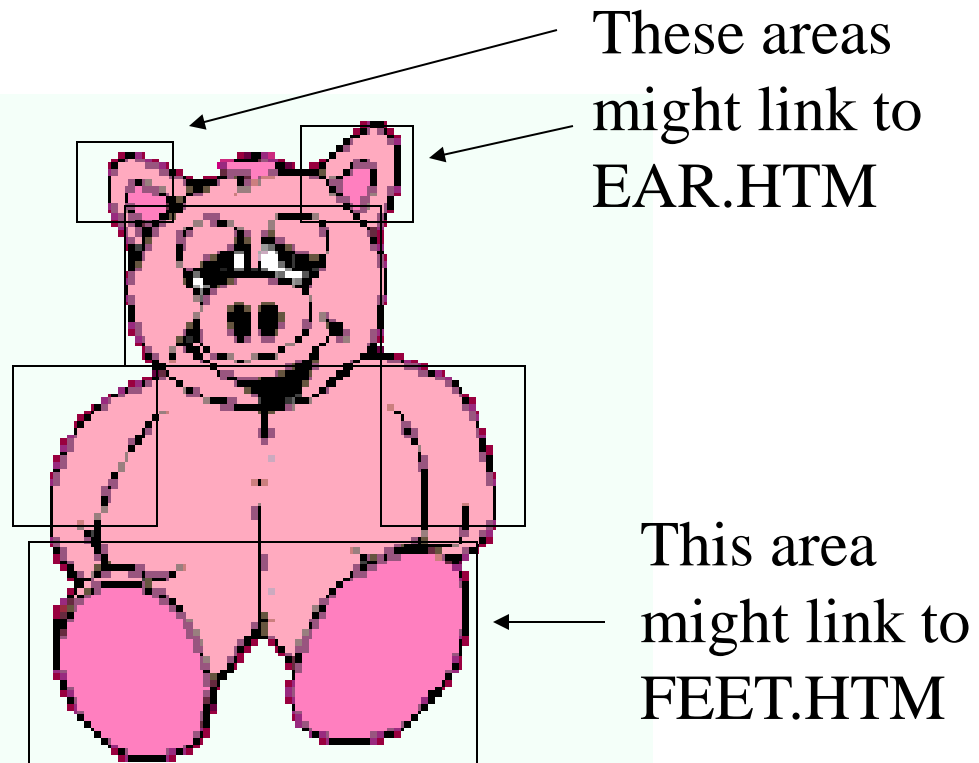 These areas
might link to
EAR.HTM
This area
might link to
FEET.HTM